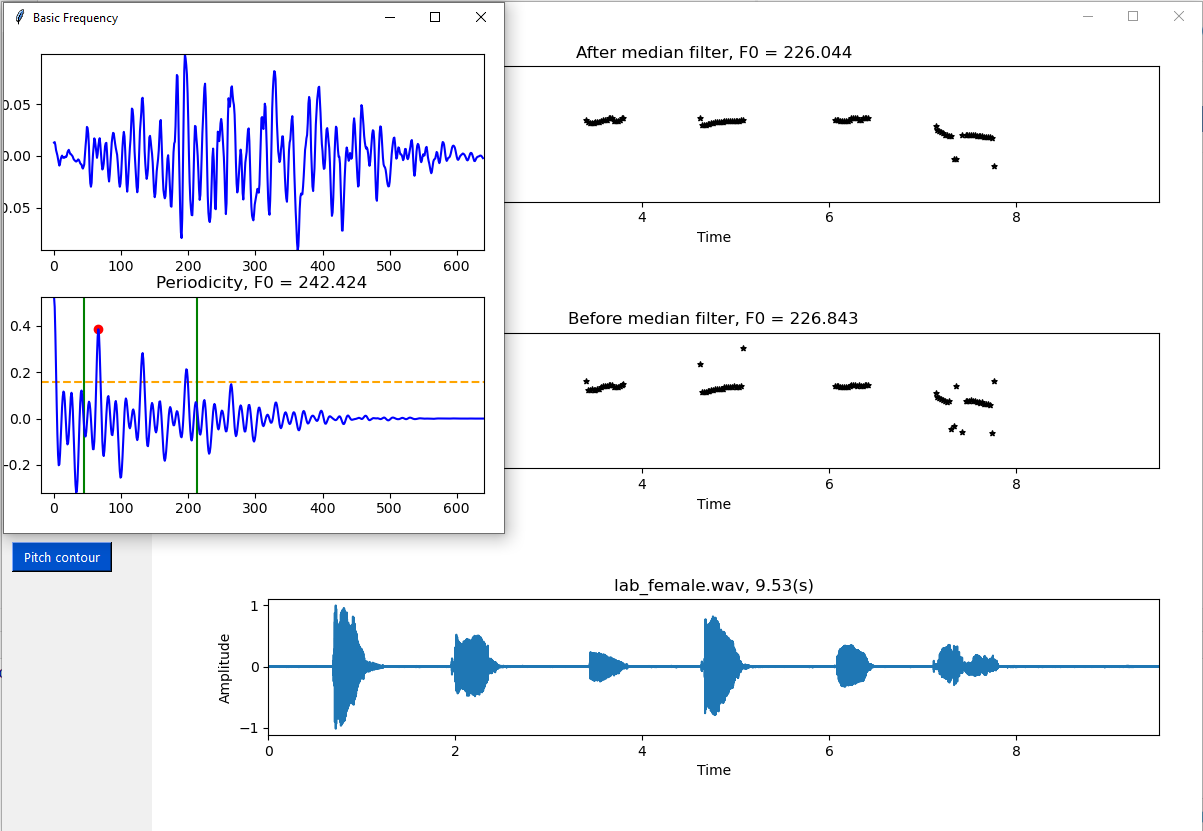 Basic Frequency
0.05
0.00
0.05
0 100 200 300 400 500 600
Periodicity, F0 = 242.424
0.4
0.2
0.0
-0.2
0 100 200 300 400 500 600
After median filter, F0 = 226.044
4 6 8
Time
Before median filter, F0 = 226.843
4 6 8
Time
Pitch contour
lab_female.wav, 9.53(s)
Amplitude
1
0
−1
0 2 4 6 8
Time